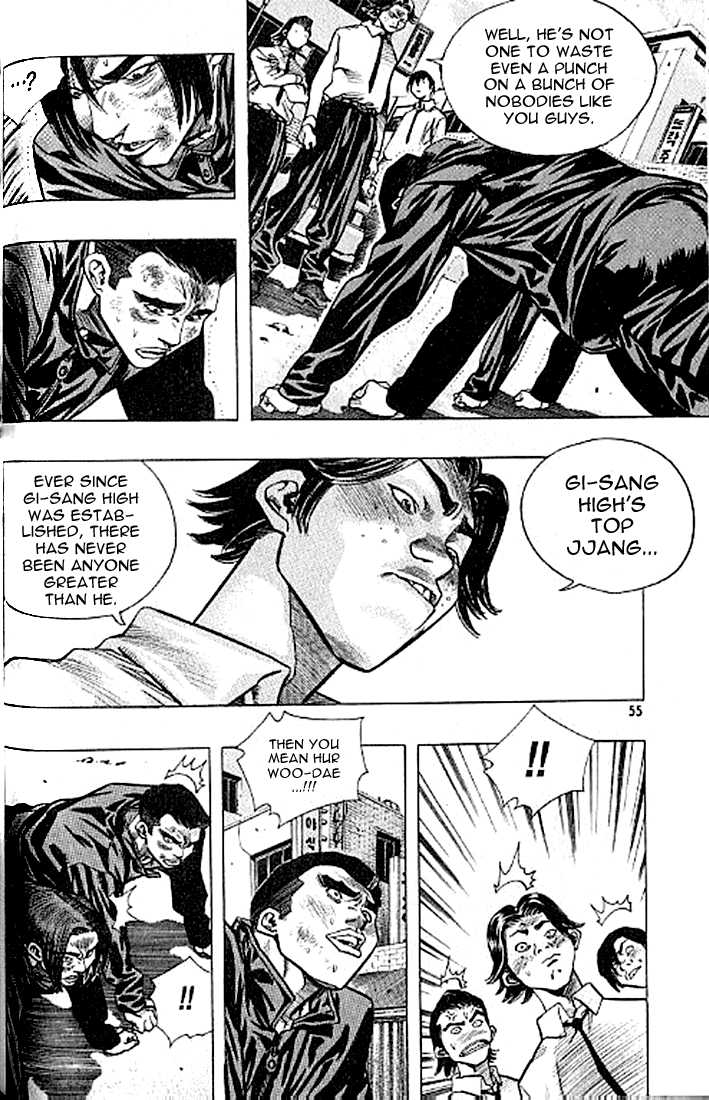 WELL, HE'S NOT
ONE TO WASTE
EVEN A PUNCH
ON A BUNCH OF
NOBODIES LIKE
YOU GUYS.
...?
GI-SANG
HIGH'S
TOP
JJANG...
EVER SINCE
GI-SANG HIGH
WAS ESTAB-
LISHED, THERE
HAS NEVER
BEEN ANYONE
GREATER
THAN HE.
55
!!
THEN YOU
MEAN HUR
WOO-DAE
...!!!
!!